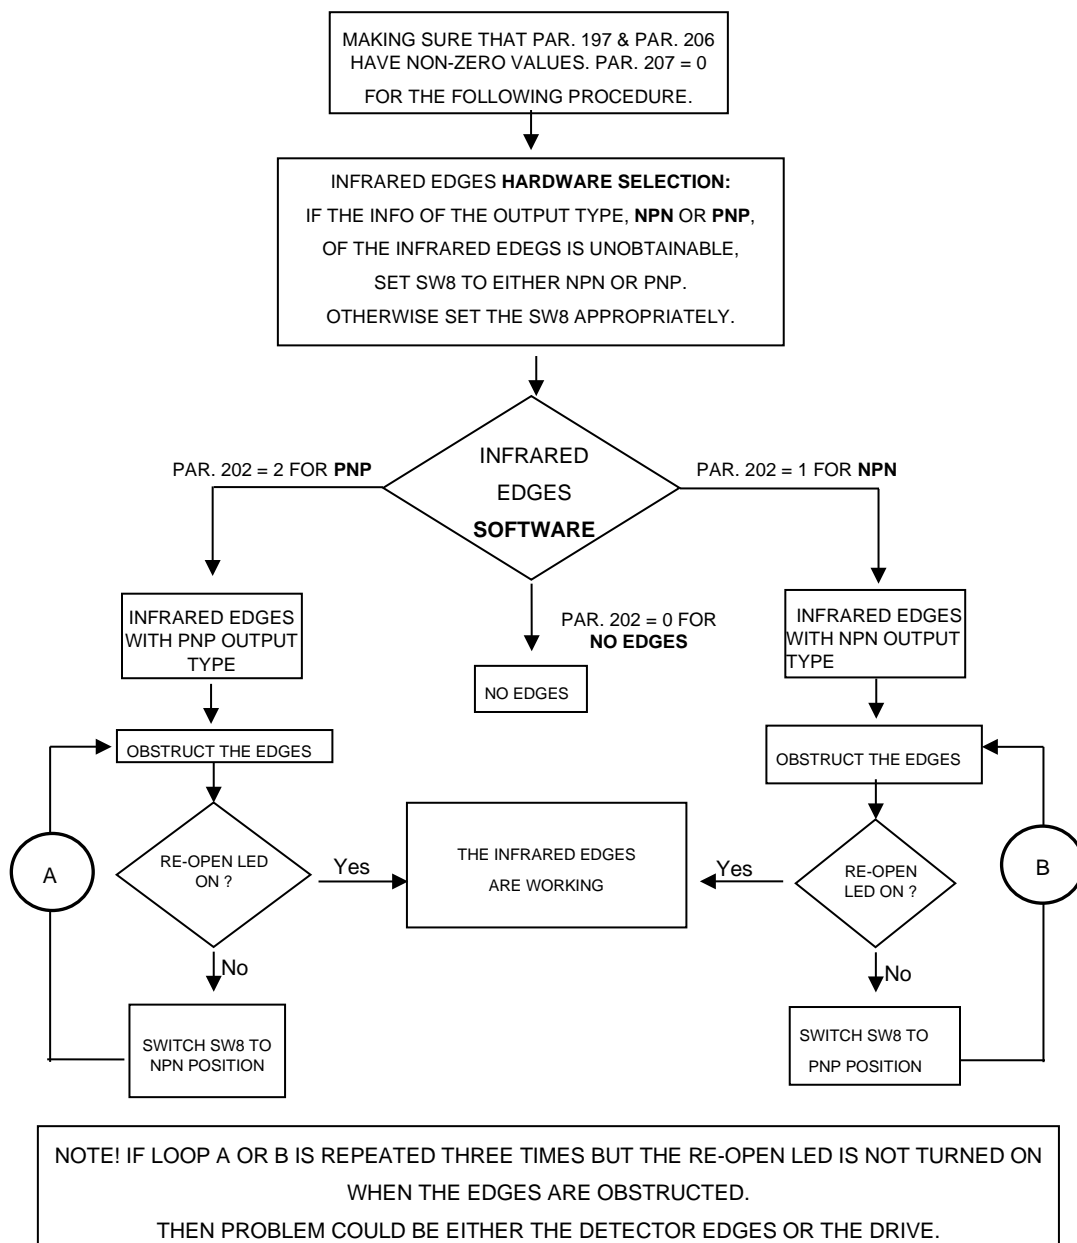 MAKING SURE THAT PAR. 197 & PAR. 206
HAVE NON-ZERO VALUES. PAR. 207 = 0
FOR THE FOLLOWING PROCEDURE.
INFRARED EDGES HARDWARE SELECTION:
IF THE INFO OF THE OUTPUT TYPE, NPN OR PNP,
OF THE INFRARED EDEGS IS UNOBTAINABLE,
SET SW8 TO EITHER NPN OR PNP.
OTHERWISE SET THE SW8 APPROPRIATELY.
INFRARED
EDGES
SOFTWARE
PAR. 202 = 2 FOR PNP
PAR. 202 = 1 FOR NPN
PAR. 202 = 0 FOR
NO EDGES
NO EDGES
INFRARED EDGES
WITH PNP OUTPUT
TYPE
INFRARED EDGES
WITH NPN OUTPUT
TYPE
OBSTRUCT THE EDGES
OBSTRUCT THE EDGES
A
RE-OPEN LED
ON ?
Yes
THE INFRARED EDGES
ARE WORKING
Yes
RE-OPEN
LED ON ?
B
No
No
SWITCH SW8 TO
NPN POSITION
SWITCH SW8 TO
PNP POSITION
NOTE! IF LOOP A OR B IS REPEATED THREE TIMES BUT THE RE-OPEN LED IS NOT TURNED ON
WHEN THE EDGES ARE OBSTRUCTED.
THEN PROBLEM COULD BE EITHER THE DETECTOR EDGES OR THE DRIVE.